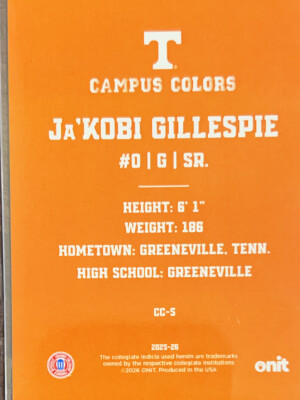 T
CAMPUS COLORS
JA'KOBI GILLESPIE
#0 | G | SR.
HEIGHT: 6' 1"
WEIGHT: 186
HOMETOWN: GREENEVILLE, TENN.
HIGH SCHOOL: GREENEVILLE
CC-5
2025-26
The collegiate indicia used herein are trademarks
owned by the respective collegiate institutions
©2026 ONIT. Produced in the USA
onit